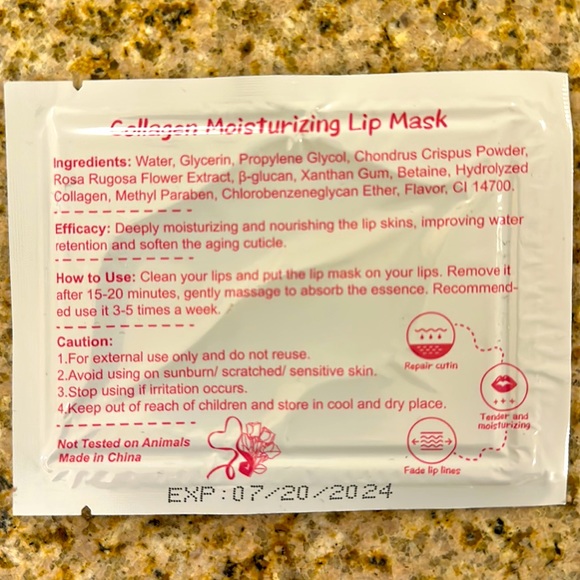 Collagen Moisturizing Lip Mask
Ingredients: Water, Glycerin, Propylene Glycol, Chondrus Crispus Powder,
Rosa Rugosa Flower Extract, β-glucan, Xanthan Gum, Betaine, Hydrolyzed
Collagen, Methyl Paraben, Chlorobenzeneglycan Ether, Flavor, CI 14700.
Efficacy: Deeply moisturizing and nourishing the lip skins, improving water
retention and soften the aging cuticle.
How to Use: Clean your lips and put the lip mask on your lips. Remove it
after 15-20 minutes, gently massage to absorb the essence. Recommend-
ed use it 3-5 times a week.
Caution:
1.For external use only and do not reuse.
2.Avoid using on sunburn/ scratched/ sensitive skin.
3.Stop using if irritation occurs.
4.Keep out of reach of children and store in cool and dry place.
Repair cutin
Tender and
moisturizing
Fade lip lines
Not Tested on Animals
Made in China
EXP:07/20/2024